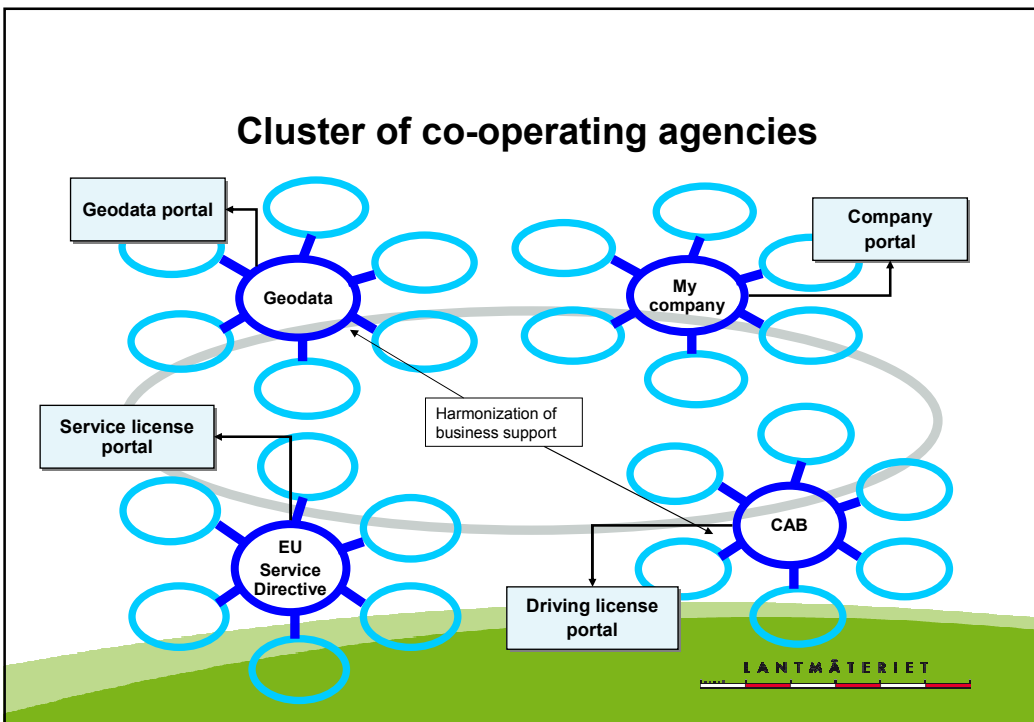 Cluster of co-operating agencies
Geodata portal
Company
portal
Geodata
My
company
Harmonization of
business support
Service license
portal
CAB
EU
Service
Directive
Driving license
portal
LANTMÄTERIET